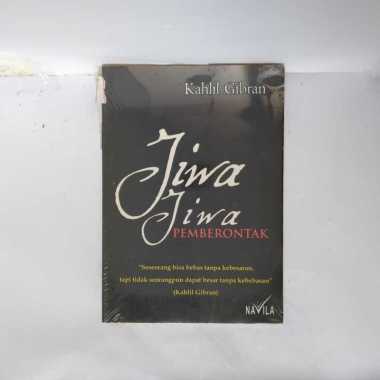 Kahlil Gibran
Jiwa
Jiwa
PEMBERONTAK
"Seseorang bisa bebas tanpa kebesaran,
tapi tidak seorangpun dapat besar tanpa kebebasan"
(Kahlil Gibran)
NAVILA